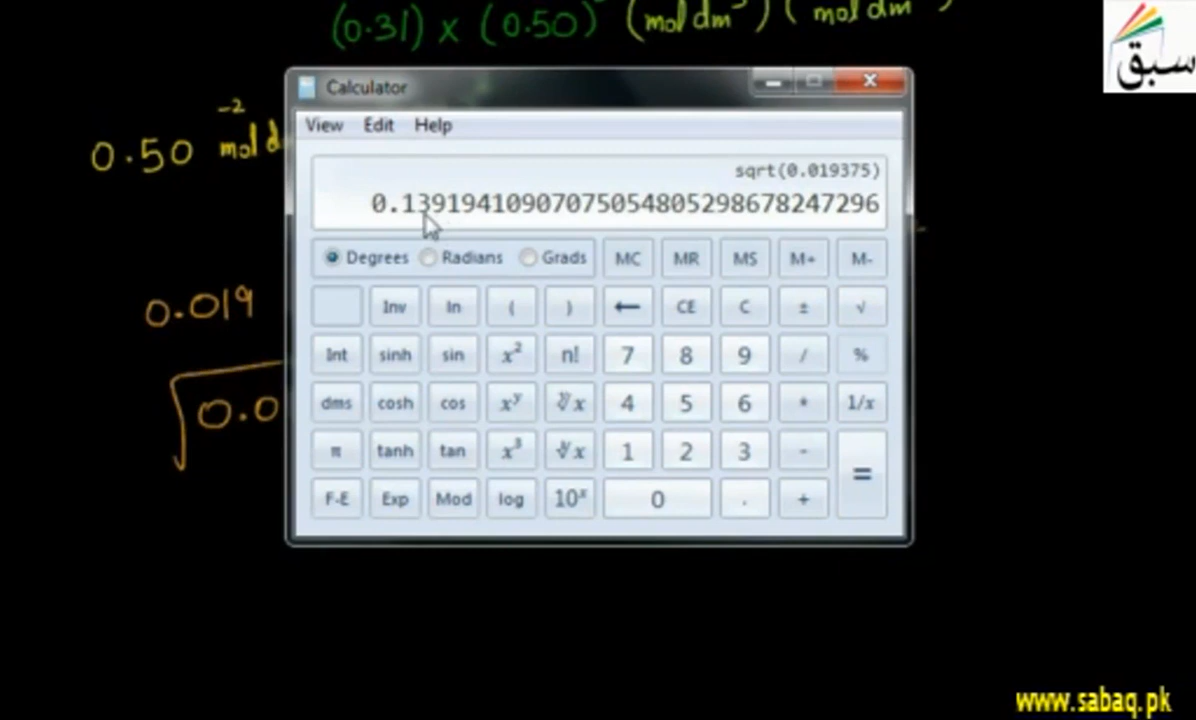 (0.31) x (0.50) (mol dm⁻³) (mol dm
سبق
Calculator
0.50 mol d
-2
View Edit Help
sqrt(0.019375)
0.13919410907075054805298678247296
Degrees Radians Grads MC MR MS M+ M-
0.019
Inv ln ( ) ← CE C ± √
Int sinh sin x² n! 7 8 9 / %
0.0
dms cosh cos xʸ ʸ√x 4 5 6 * 1/x
π tanh tan x³ ³√x 1 2 3 - =
F-E Exp Mod log 10ˣ 0 . +
www.sabaq.pk